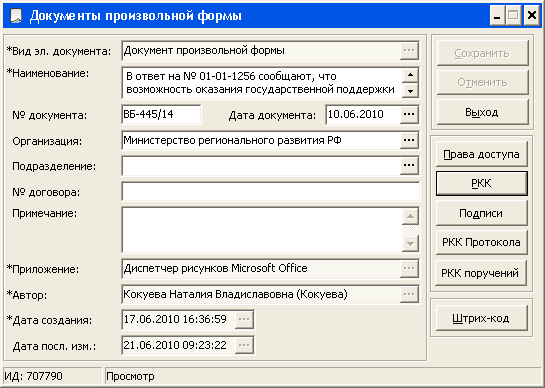 Документы произвольной формы
*Вид эл. документа: Документ произвольной формы ...
*Наименование: В ответ на № 01-01-1256 сообщают, что
возможность оказания государственной поддержки
№ документа: ВБ-445/14 Дата документа: 10.06.2010 ...
Организация: Министерство регионального развития РФ ...
Подразделение: ...
№ договора:
Примечание:
*Приложение: Диспетчер рисунков Microsoft Office ...
*Автор: Кокуева Наталия Владиславовна (Кокуева) ...
*Дата создания: 17.06.2010 16:36:59 ...
Дата посл. изм.: 21.06.2010 09:23:22 ...
Сохранить
Отменить
Выход
Права доступа
РКК
Подписи
РКК Протокола
РКК поручений
Штрих-код
ИД: 707790 Просмотр